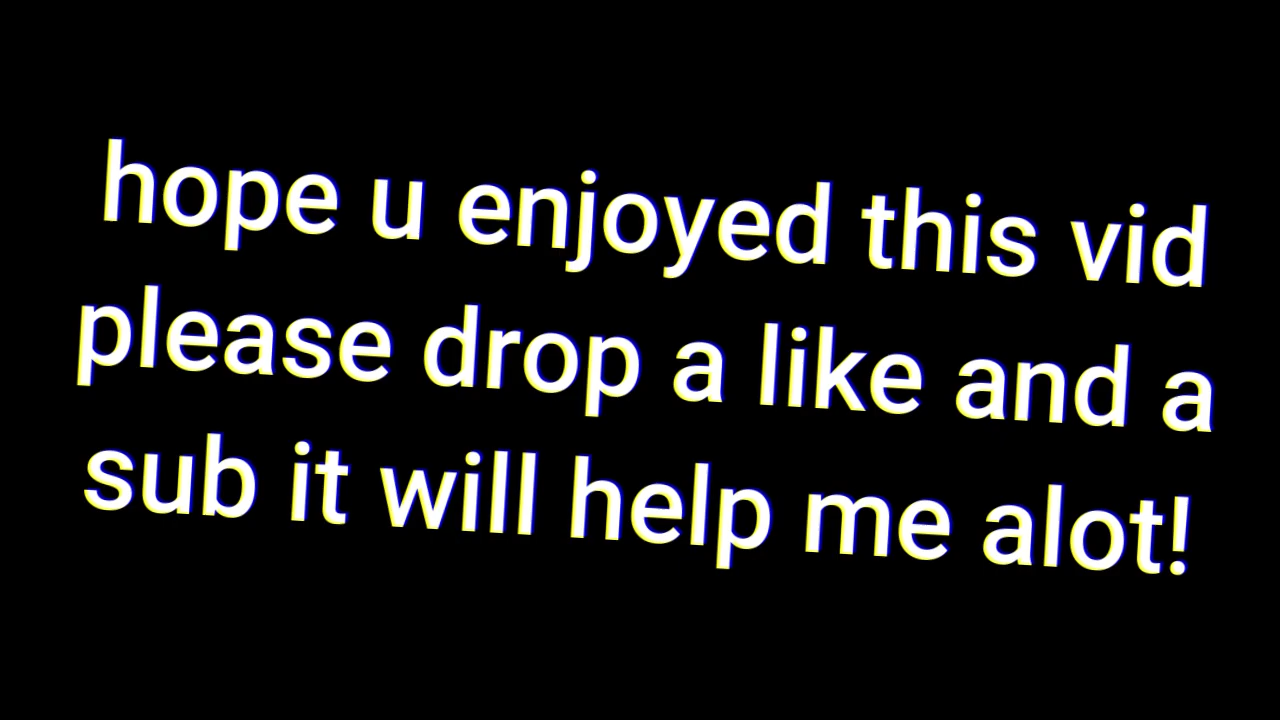 hope u enjoyed this vid
please drop a like and a
sub it will help me alot!